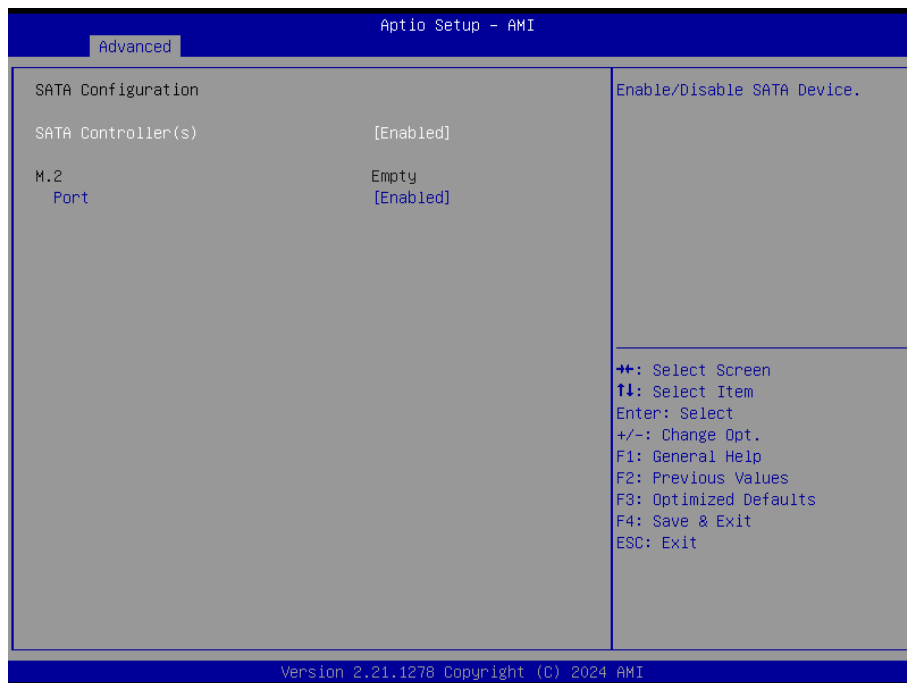 Aptio Setup – AMI
Advanced
SATA Configuration
SATA Controller(s) [Enabled]
M.2 Empty
Port [Enabled]
Enable/Disable SATA Device.
→←: Select Screen
↑↓: Select Item
Enter: Select
+/-: Change Opt.
F1: General Help
F2: Previous Values
F3: Optimized Defaults
F4: Save & Exit
ESC: Exit
Version 2.21.1278 Copyright (C) 2024 AMI